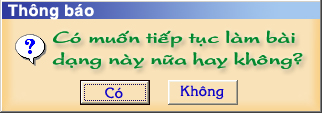 Thông báo
Có muốn tiếp tục làm bài
dạng này nữa hay không?
Có
Không